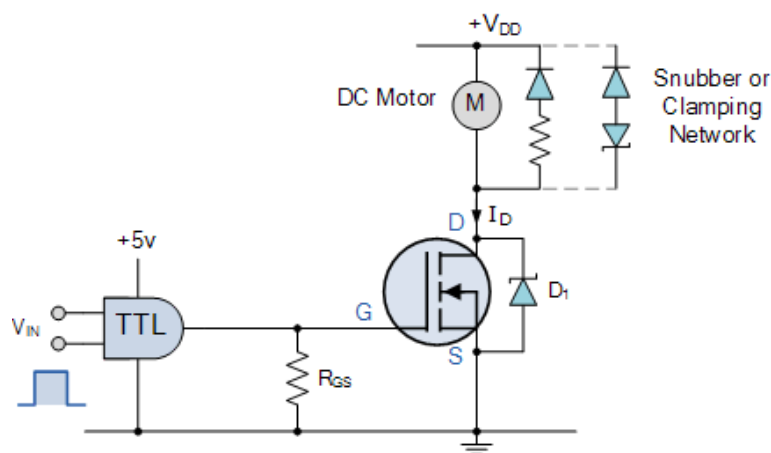 +VDD
DC Motor
M
Snubber or
Clamping
Network
D
ID
+5v
VIN
TTL
G
D1
S
RGS